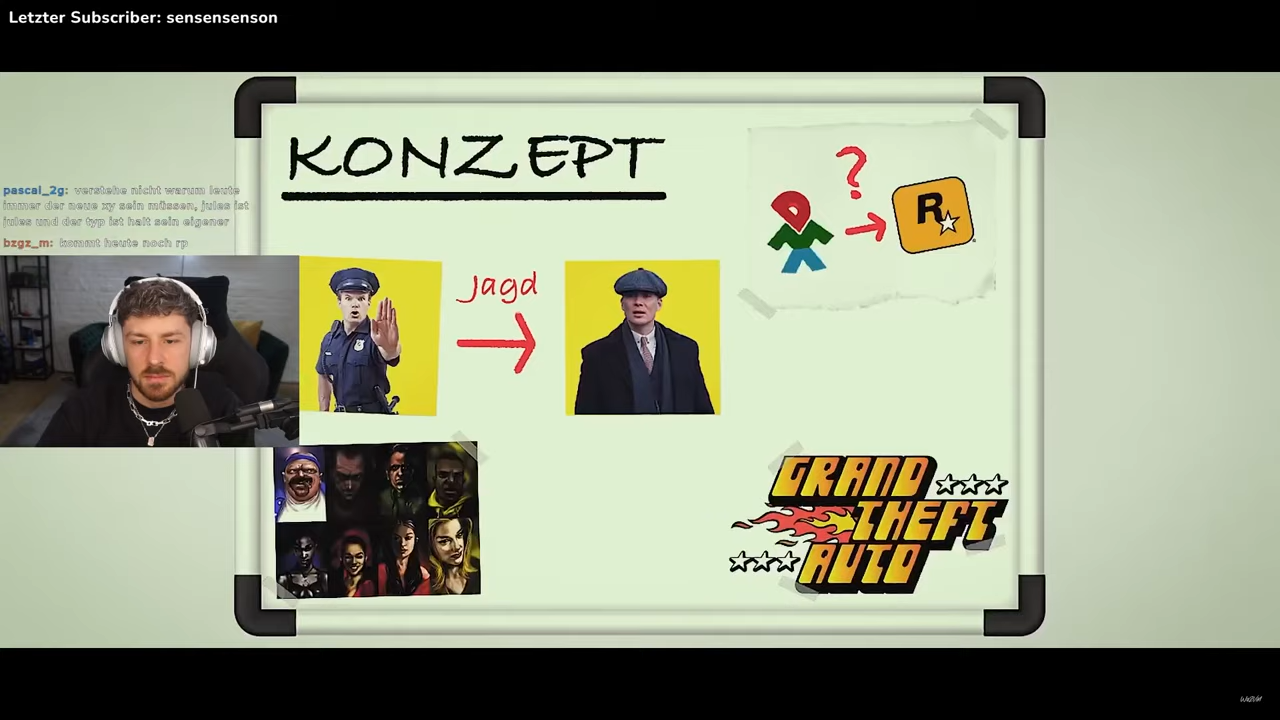 Letzter Subscriber: sensensenson
KONZEPT
?
R
pascal_2g: verstehe nicht warum leute
immer der neue xy sein müssen, jules ist
jules und der typ ist halt sein eigener
bzgz_m: kommt heute noch rp
Jagd
GRAND
THEFT
AUTO